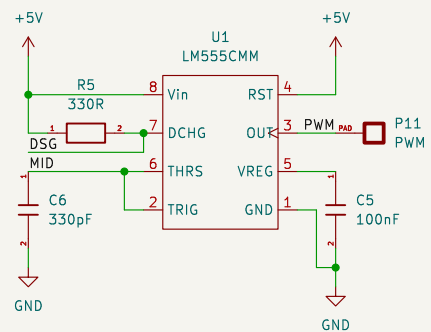 +5V
+5V
U1
LM555CMM
R5
330R
8
Vin
RST
4
1
2
7
DCHG
OUT
3
PWM
PAD
P11
PWM
DSG
MID
6
THRS
VREG
5
1
C6
330pF
2
2
TRIG
GND
1
1
C5
100nF
2
GND
GND